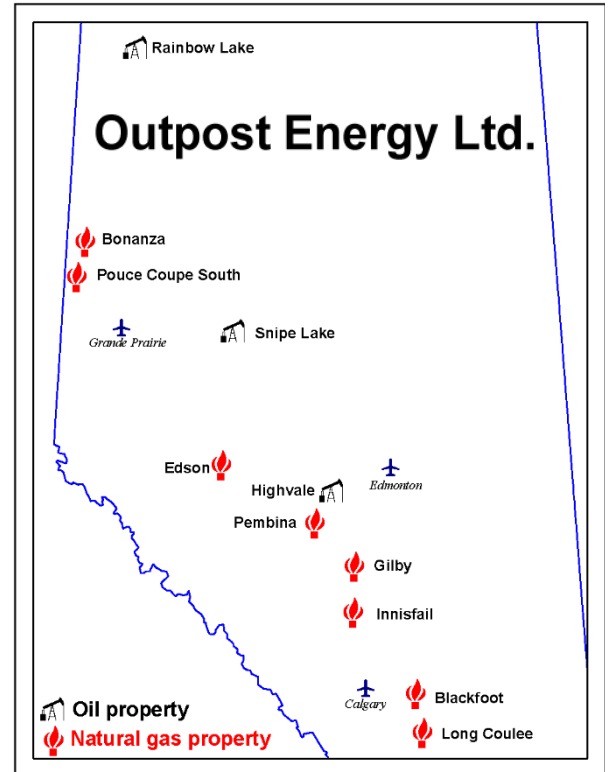 Rainbow Lake
Outpost Energy Ltd.
Bonanza
Pouce Coupe South
Grande Prairie
Snipe Lake
Edson
Highvale
Edmonton
Pembina
Gilby
Innisfail
Calgary
Blackfoot
Long Coulee
Oil property
Natural gas property